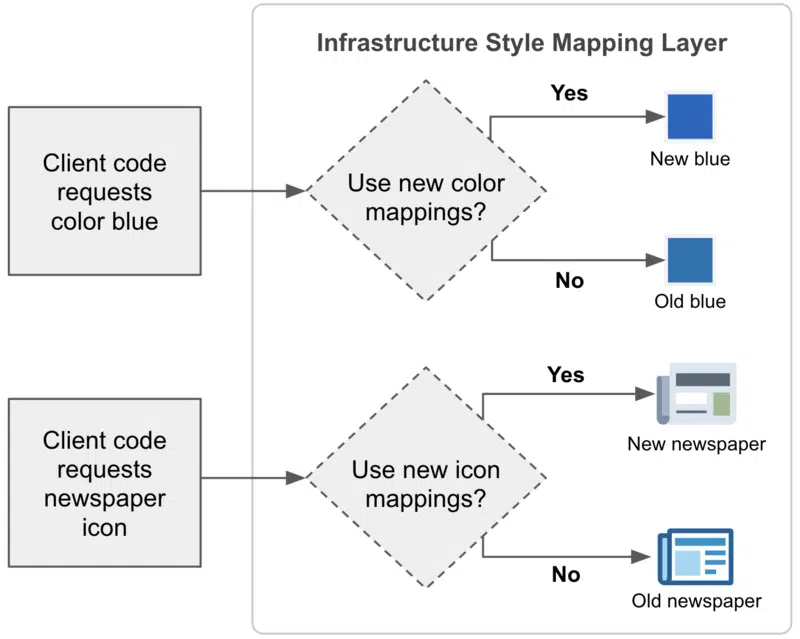 Infrastructure Style Mapping Layer
Client code
requests
color blue
Use new color
mappings?
Yes
New blue
No
Old blue
Client code
requests
newspaper
icon
Use new icon
mappings?
Yes
New newspaper
No
Old newspaper